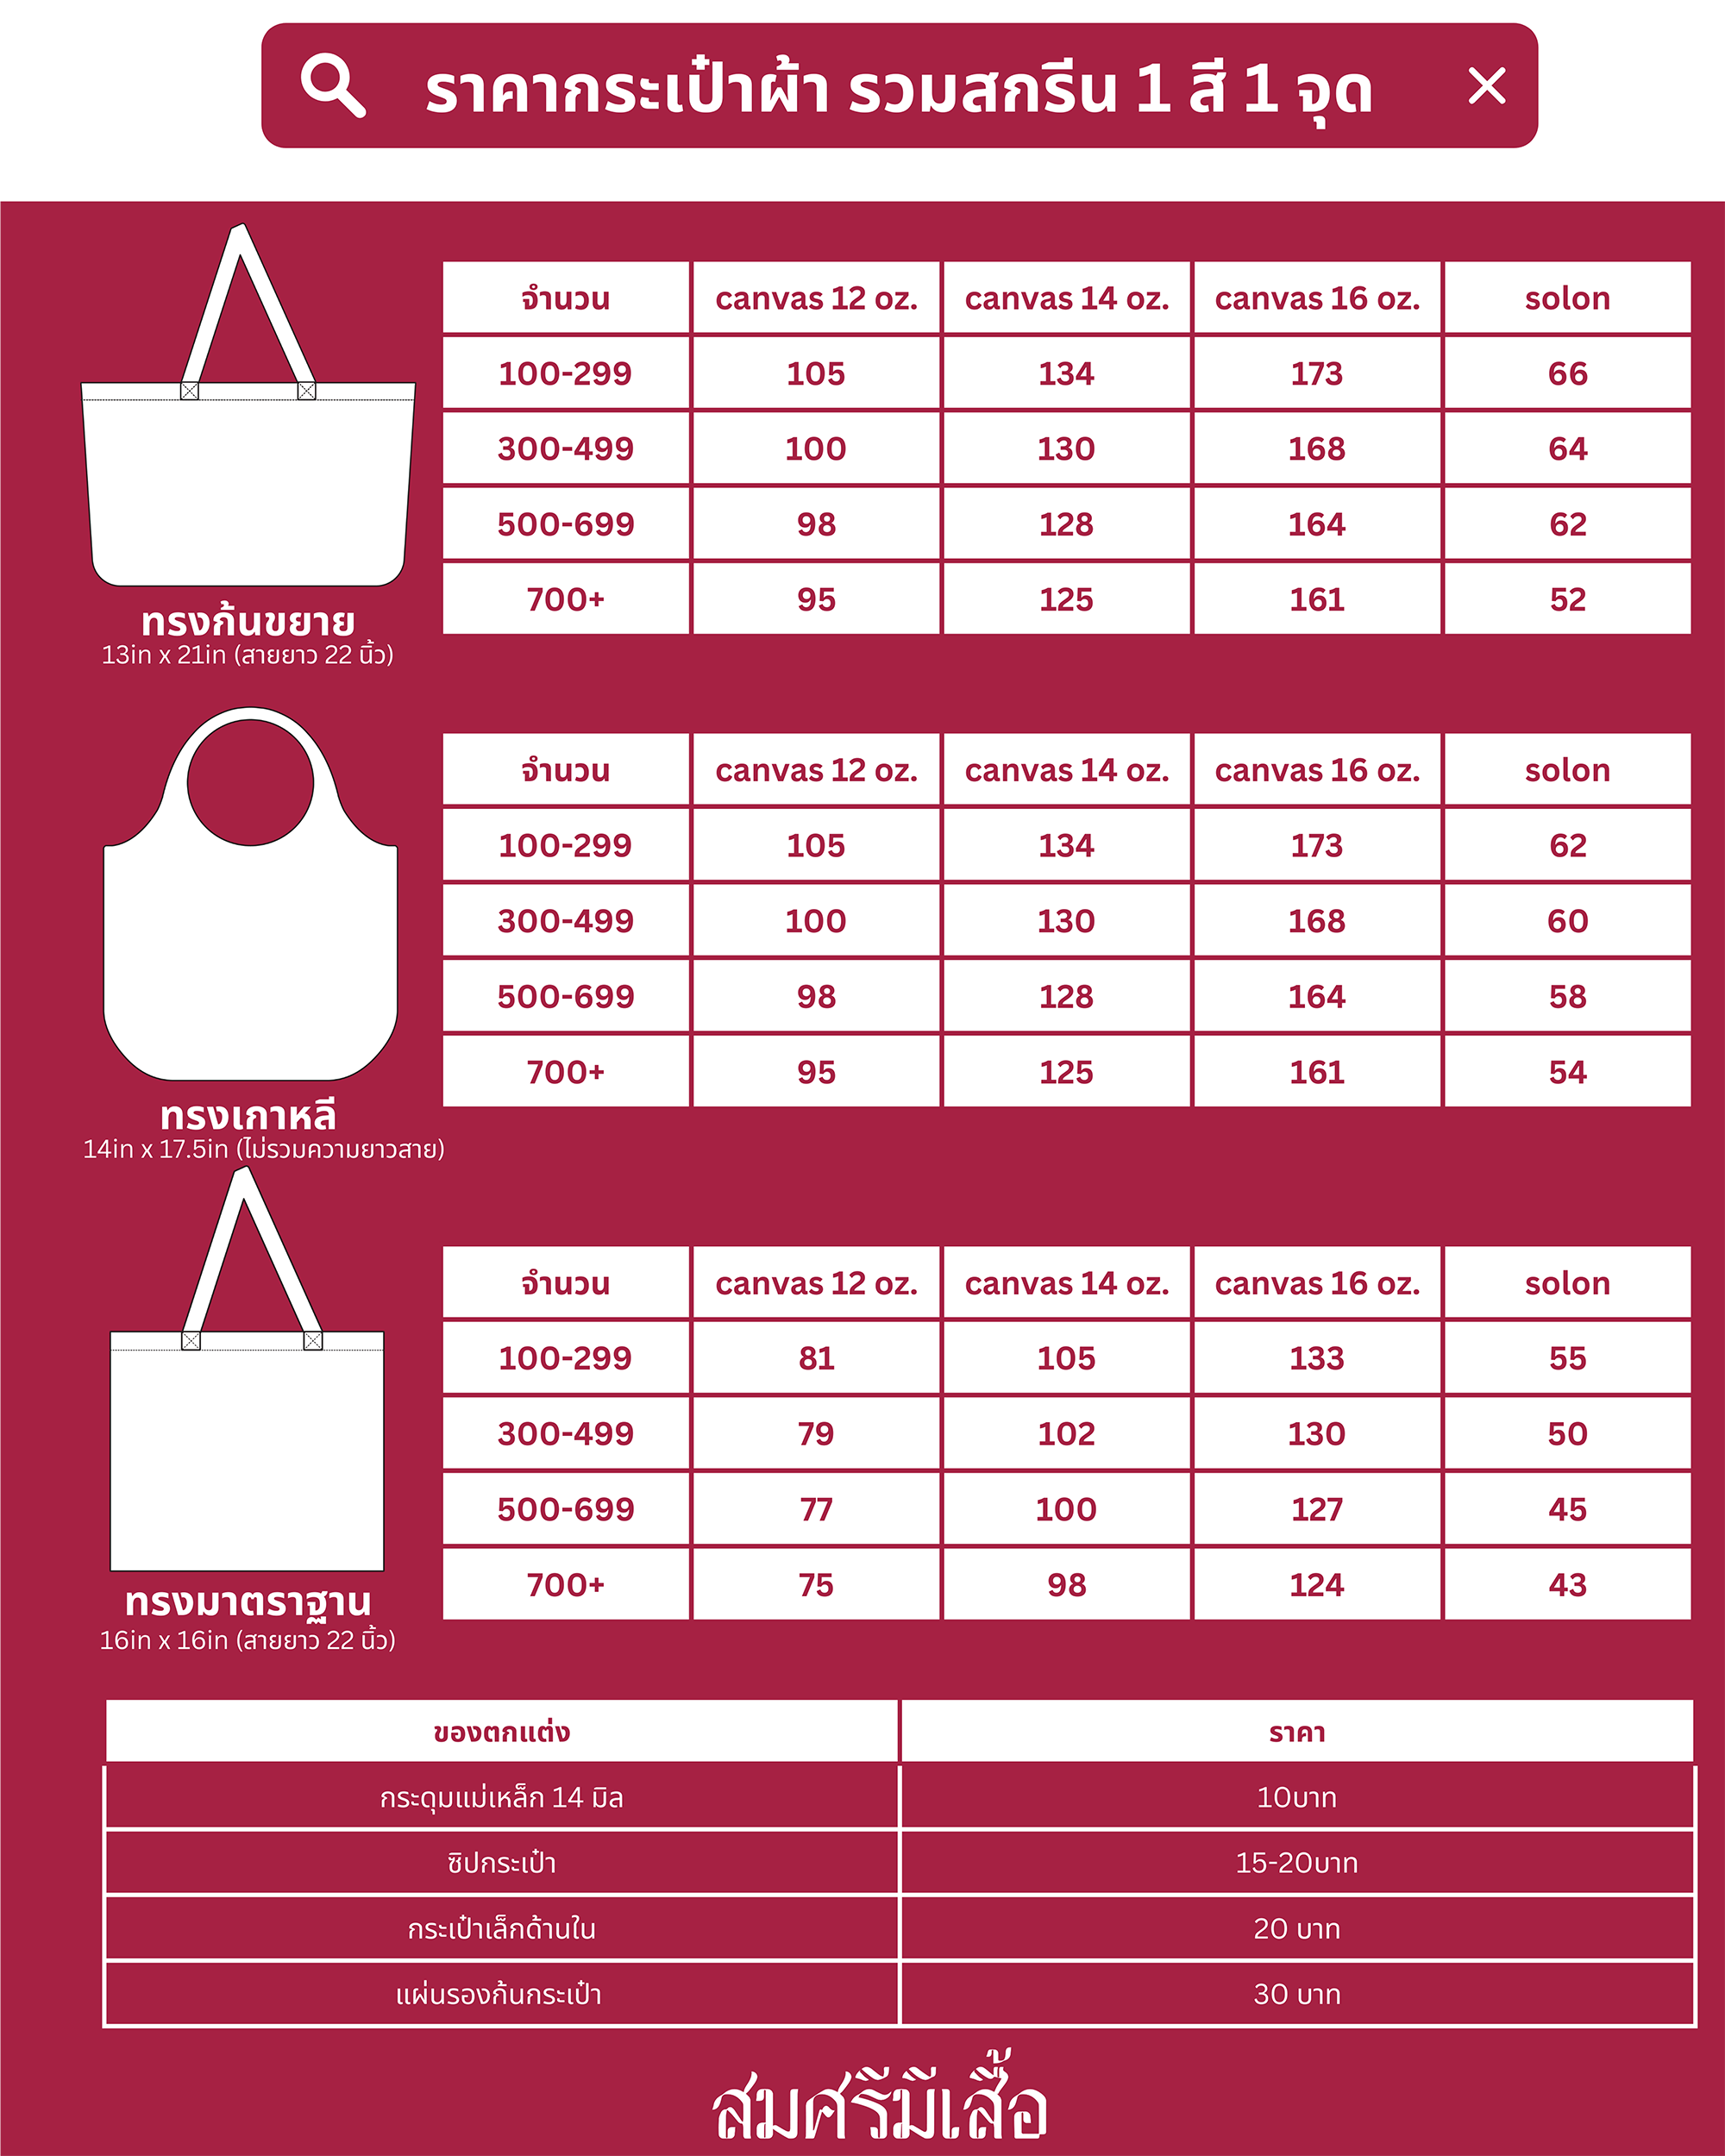 ราคากระเป๋าผ้า รวมสกรีน 1 สี 1 จุด
จำนวน canvas 12 oz. canvas 14 oz. canvas 16 oz. solon
100-299 105 134 173 66
300-499 100 130 168 64
500-699 98 128 164 62
700+ 95 125 161 52
ทรงก้นขยาย
13in x 21in (สายยาว 22 นิ้ว)
จำนวน canvas 12 oz. canvas 14 oz. canvas 16 oz. solon
100-299 105 134 173 62
300-499 100 130 168 60
500-699 98 128 164 58
700+ 95 125 161 54
ทรงเกาหลี
14in x 17.5in (ไม่รวมความยาวสาย)
จำนวน canvas 12 oz. canvas 14 oz. canvas 16 oz. solon
100-299 81 105 133 55
300-499 79 102 130 50
500-699 77 100 127 45
700+ 75 98 124 43
ทรงมาตราฐาน
16in x 16in (สายยาว 22 นิ้ว)
ของตกแต่ง ราคา
กระดุมแม่เหล็ก 14 มิล 10บาท
ซิปกระเป๋า 15-20บาท
กระเป๋าเล็กด้านใน 20 บาท
แผ่นรองก้นกระเป๋า 30 บาท
สมศรีมีเสื้อ